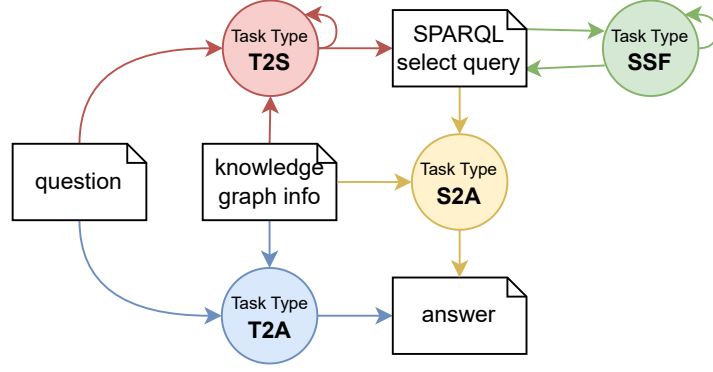 Task Type
T2S
SPARQL
select query
Task Type
SSF
question
knowledge
graph info
Task Type
S2A
Task Type
T2A
answer